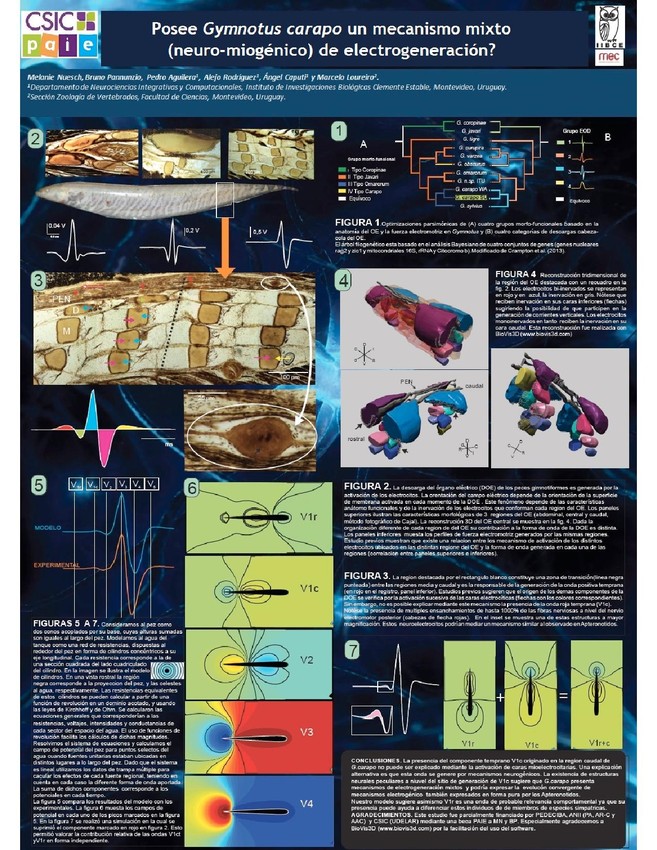 CSIC
paie
Posee Gymnotus carapo un mecanismo mixto
(neuro-miogénico) de electrogeneración?
IIBCE
mec
Melanie Nuesch, Bruno Pannunzio, Pedro Aguilera¹, Alejo Rodríguez¹, Ángel Caputi¹ y Marcelo Loureiro².
¹Departamento de Neurociencias Integrativas y Computacionales, Instituto de Investigaciones Biológicas Clemente Estable, Montevideo, Uruguay.
²Sección Zoología de Vertebrados, Facultad de Ciencias, Montevideo, Uruguay.
2
0,04 V
0,2 V
0,5 V
1
A
B
Grupo morfo-funcional
I Tipo Coropinae
II Tipo Javari
III Tipo Omarorum
IV Tipo Carapo
Equívoco
G. coropinae
G. javari
G. tigre
G. varzea
G. obscurus
G. omarorum
G. carapo WA
G. sylvius
Grupo EOD
1
2
3
4
Equívoco
FIGURA 1. Optimizaciones parsimónicas de (A) cuatro grupos morfo-funcionales basado en la
anatomía del OE y la fuerza electromotriz en Gymnotus y (B) cuatro categorías de descargas cabeza-
cola del OE.
El árbol filogenético esta basado en el análisis Bayesiano de cuatro conjuntos de genes (genes nucleares
rag2 y zic1 y mitocondriales 16S, rRNA y Citocromo b). Modificado de Crampton et al. (2013).
3
PEN
D
M
4
FIGURA 4 Reconstrucción tridimensional de
la región del OE destacada con un recuadro en la
fig. 2. Los electrocitos bi-inervados se representan
en rojo y en azul, la inervación en gris. Nótese que
reciben inervación en sus caras inferiores (flechas)
sugiriendo la posibilidad de que participen en la
generación de corrientes verticales. Los electrocitos
monoinervados en tanto reciben la inervación en su
cara caudal. Esta reconstrucción fue realizada con
BioVis3D (www.biovis3d.com)
PEN
caudal
rostral
ms
5
MODELO
EXPERIMENTAL
6
V1r
V1c
V2
V3
V4
FIGURA 2. La descarga del órgano eléctrico (DOE) de los peces gimnotiformes es generada por la
activación de los electrocitos. La orientación del campo eléctrico depende de la orientación de la superficie de
membrana activada en cada momento de la DOE . Este fenómeno depende de las características
anátomo funcionales y de la inervación de los electrocitos que conforman cada region del OE. Los paneles
superiores ilustran las características morfológicas de 3 regiones del OE (abdominal, central y caudal,
método fotográfico de Cajal). La reconstrucción 3D del OE central se muestra en la fig. 4. Dada la
organización diferente en cada region del OE su contribución a la forma de onda de la DOE es distinta.
Los paneles inferiores muestra los perfiles de fuerza electromotriz generados por las mismas regiones.
Estudio previos muestran que existe una relacion entre los mecanismo de activación de los distintos
electrocitos ubicados en las distintas regione del OE y la forma de onda generada en cada una de las
regiones (correlación entre paneles superiores e inferiores).
FIGURA 3. La region destacada por el rectangulo blanco constituye una zona de transición (línea negra
punteada) entre las regiones media y caudal y es la responsable de la generación de la onda positiva temprana
(en rojo en el registro, panel inferior). Estudios previos sugieren que el origen de los demas componentes de la
DOE se verifica por la activación sucesiva de las caras electrocíticas (flechas con los colores correspondientes).
Sin embargo, no es posible explicar mediante este mecanismo la presencia de la onda roja temprana (V1c).
Nótese la presencia de multiples ensanchamientos de hasta 1000% de las fibras nerviosas a nivel del nervio
electromotor posterior (cabezas de flecha rojas). En el inset se muestra una de estas estructuras a mayor
magnificación. Estos neuroelectrocitos podrían mediar un mecanismo similar al observado en Apteronotidos.
FIGURAS 5 A 7. Consideramos al pez como
dos conos acoplados por su base, cuyas alturas sumadas
son iguales al largo del pez. Modelamos al agua del
tanque como una red de resistencias, dispuestas al
rededor del pez en forma de cilindros concéntricos a su
eje longitudinal. Cada resistencia corresponde a la de
una sección cuadrada del lado cuadriculado
del cilindro. En la imagen se ilustra el modelo
de cilindros. En una vista rostral la región
negra corresponde a la proyeccion del pez, y las celestes
al agua, respectivamente. Las resistencias equivalentes
de estos cilindros se pueden calcular a partir de una
función de revolución en un dominio acotado, y usando
las leyes de Kirchhoff y de Ohm. Se calcularon las
ecuaciones generales que corresponderían a las
resistencias, voltajes, intensidades y conductancias de
cada sector del espacio del agua. El uso de funciones de
revolución facilita los cálculos de dichas magnitudes.
Resolvimos el sistema de ecuaciones y calculamos el
campo de potencial del pez para puntos selectos del
agua cuando fuentes unitarias estaban ubicadas en
distintos lugares a lo largo del pez. Dado que el sistema
es lineal utilizamos los datos de trampa múltiple para
caclular los efectos de cada fuente regional, teniendo en
cuenta en cada caso la diferente forma de onda aportada.
La suma de dichos componentes corresponde a los
potenciales en cada tiempo.
La figura 5 compara los resultados del modelo con los
experimentales. La figura 6 muestra los campos de
potencial en cada uno de los picos marcados en la figura
5. En la figura 7 se realizó una simulación en la cual se
suprimió el componente marcado en rojo en figura 2. Esto
permitió valorar la contribución relativa de las ondas V1ct
y V1r en forma independiente.
7
V1r
+
V1c
=
V1r+c
CONCLUSIONES. La presencia del componente temprano V1c originado en la region caudal de
G.carapo no puede ser explicado mediante la activación de caras mioelectrociticas. Una explicación
alternativa es que esta onda se genere por mecanismos neurogénicos. La existencia de estructuras
neurales peculiares a nivel del sitio de generación de V1c sugiere que G.carapo presenta
mecanismos de electrogeneración mixtos y podría expresar la evolución convergente de
mecanismos electrogénicos también expresados en forma pura por los Apteronotidos.
Nuestro modelo sugiere asimismo V1r es una onda de probable relevancia comportamental ya que su
presencia puede ayudar a diferenciar estos individuos de de miembros de especies simpatricas.
AGRADECIMIENTOS. Este estudio fue parcialmente financiado por PEDECIBA, ANII (PA, AR-C y
AAC) y CSIC (UDELAR) mediante una beca PAIE a MN y BP. Especialmente agradecemos a
BioVis3D (www.biovis3d.com) por la facilitación del uso del software.